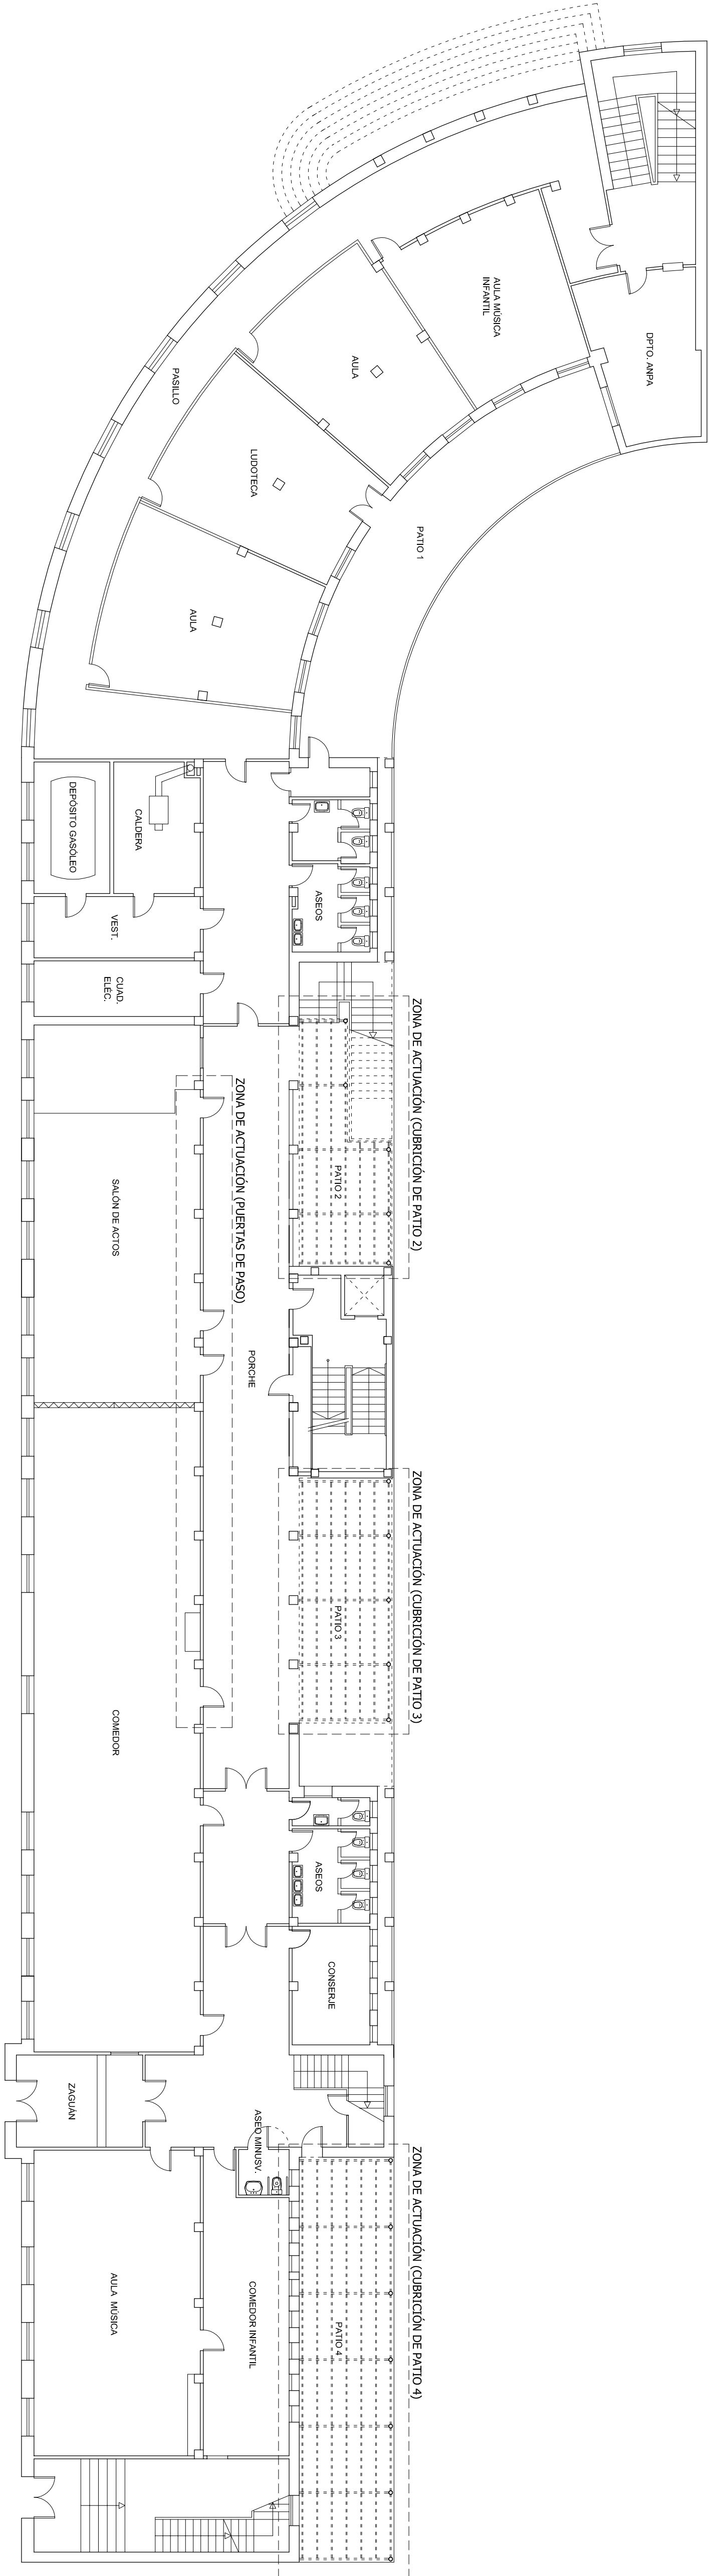 DPTO. ANPA
AULA MÚSICA
INFANTIL
AULA
PASILLO
LUDOTECA
PATIO 1
AULA
DEPÓSITO GASÓLEO
CALDERA
ASEOS
VEST.
CUAD.
ELÉC.
ZONA DE ACTUACIÓN (CUBRICIÓN DE PATIO 2)
ZONA DE ACTUACIÓN (PUERTAS DE PASO)
PATIO 2
SALÓN DE ACTOS
PORCHE
ZONA DE ACTUACIÓN (CUBRICIÓN DE PATIO 3)
PATIO 3
COMEDOR
ASEOS
CONSERJE
ZAGUÁN
ASEO MINUSV.
ZONA DE ACTUACIÓN (CUBRICIÓN DE PATIO 4)
AULA MÚSICA
COMEDOR INFANTIL
PATIO 4